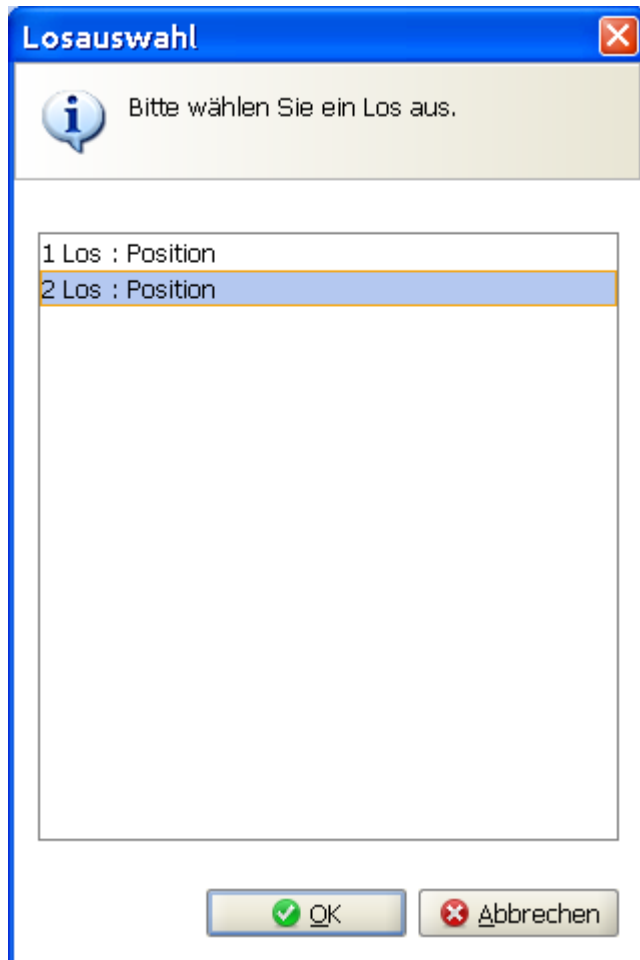 Losauswahl
Bitte wählen Sie ein Los aus.
1 Los : Position
2 Los : Position
OK
Abbrechen